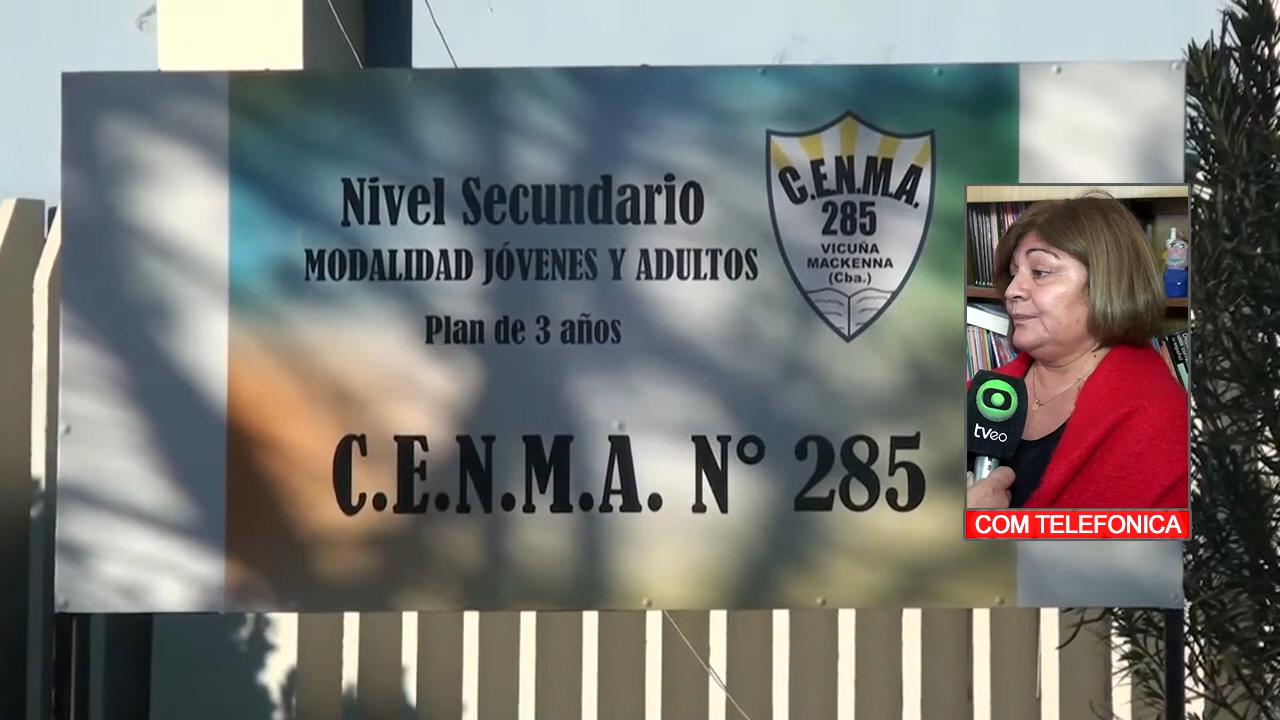 Nivel Secundario
MODALIDAD JÓVENES Y ADULTOS
Plan de 3 años
C.E.N.M.A. N° 285
C.E.N.M.A.
285
VICUÑA
MACKENNA
(Cba.)
tveo
COM TELEFONICA